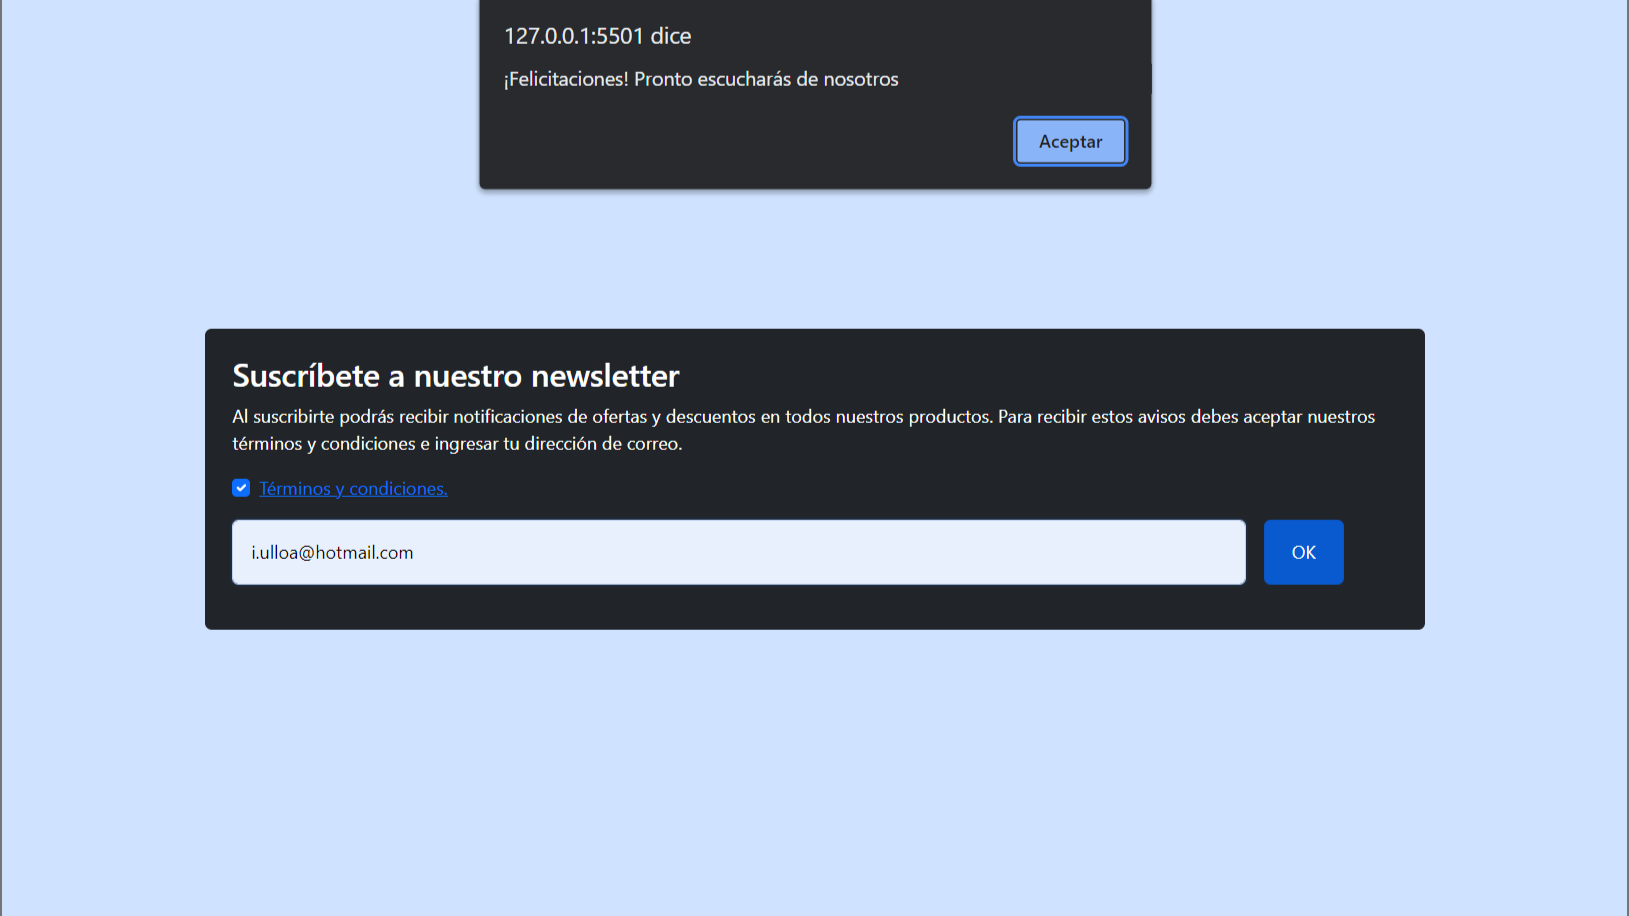 127.0.0.1:5501 dice
¡Felicitaciones! Pronto escucharás de nosotros
Aceptar
Suscríbete a nuestro newsletter
Al suscribirte podrás recibir notificaciones de ofertas y descuentos en todos nuestros productos. Para recibir estos avisos debes aceptar nuestros
términos y condiciones e ingresar tu dirección de correo.
Términos y condiciones.
i.ulloa@hotmail.com
OK